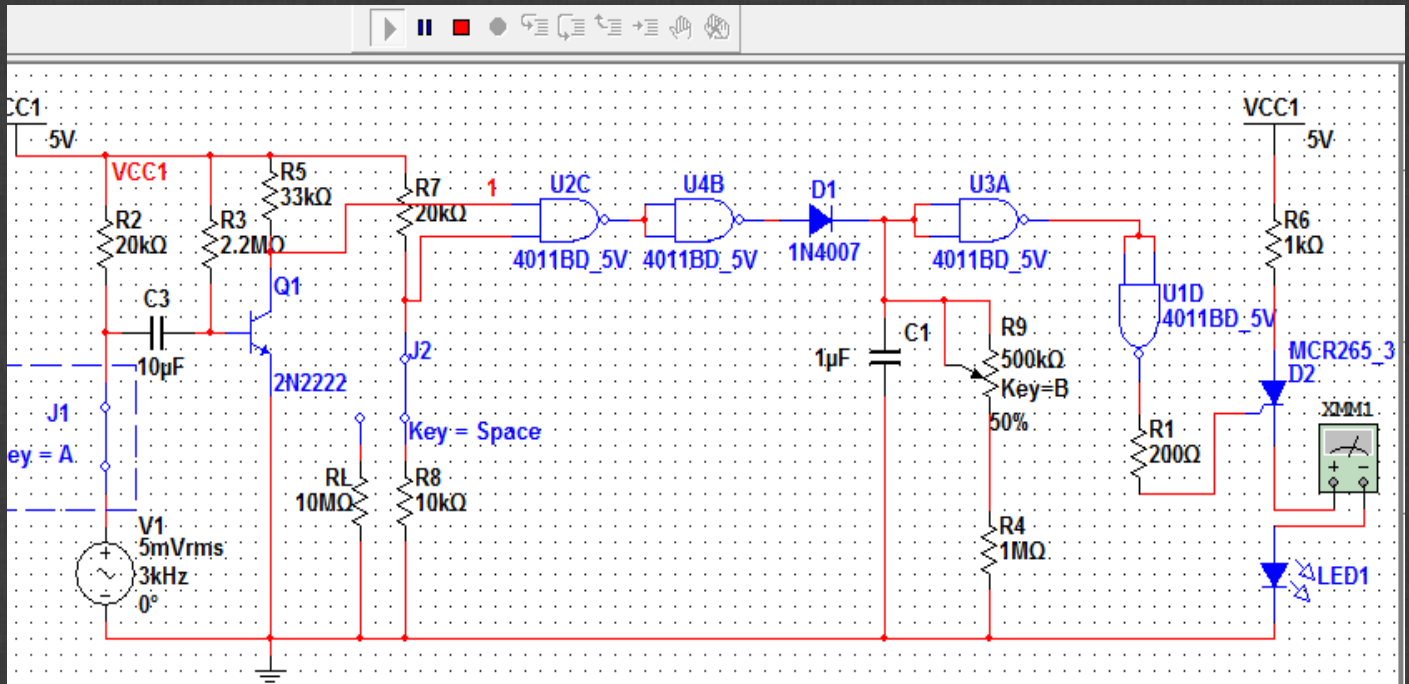 CC1
5V
VCC1
R2
20kΩ
R3
2.2MΩ
R5
33kΩ
R7
20kΩ
1
U2C
4011BD_5V
U4B
4011BD_5V
D1
1N4007
U3A
4011BD_5V
VCC1
5V
R6
1kΩ
C3
10µF
Q1
2N2222
J1
ey = A
J2
Key = Space
RL
10MΩ
R8
10kΩ
C1
1µF
R9
500kΩ
Key=B
50%
R4
1MΩ
U1D
4011BD_5V
R1
200Ω
MCR265_3
D2
XMM1
LED1
V1
5mVrms
3kHz
0°